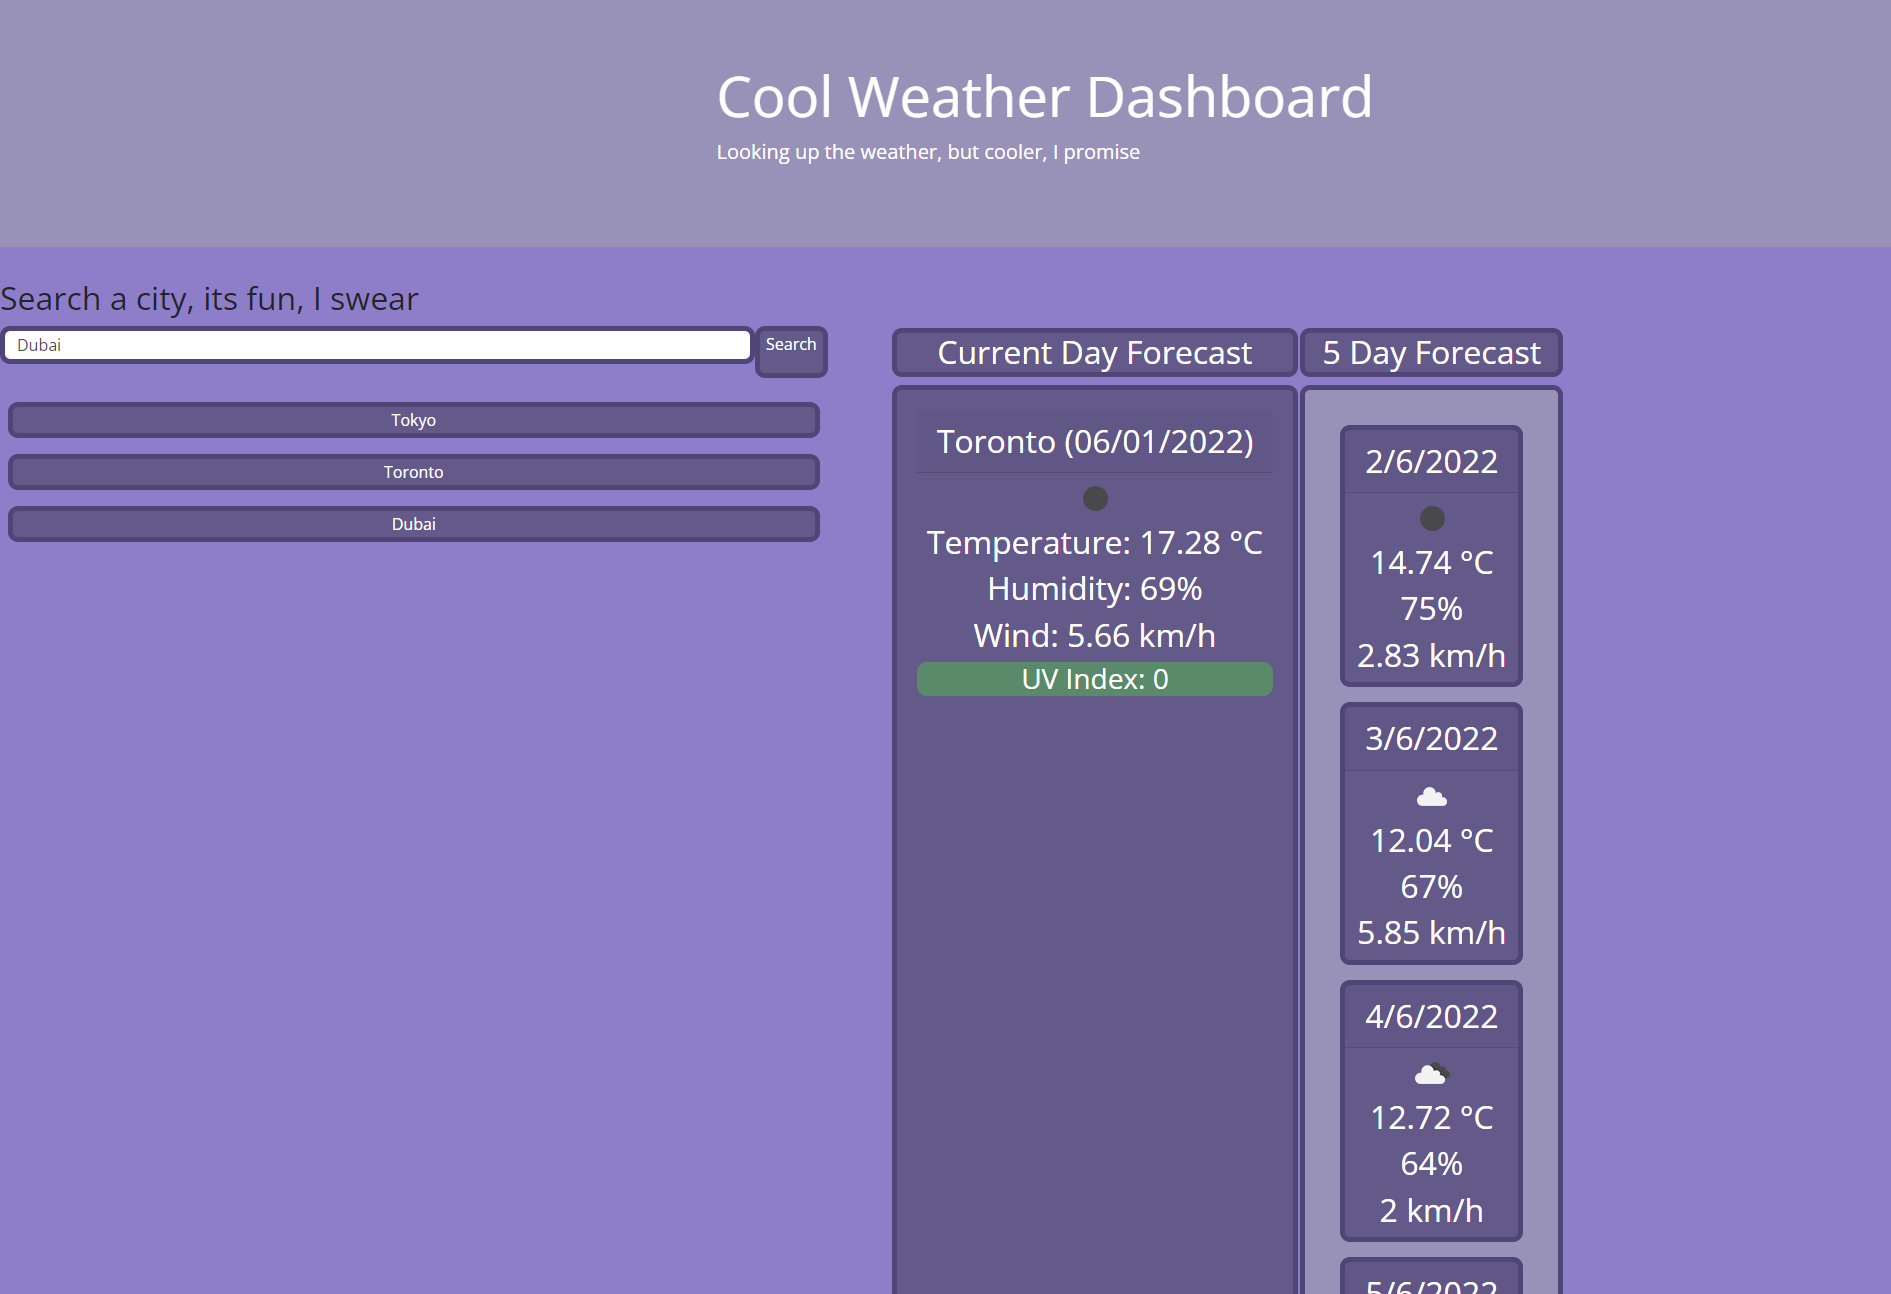 Cool Weather Dashboard
Looking up the weather, but cooler, I promise
Search a city, its fun, I swear
Dubai
Search
Tokyo
Toronto
Dubai
Current Day Forecast
Toronto (06/01/2022)
Temperature: 17.28 °C
Humidity: 69%
Wind: 5.66 km/h
UV Index: 0
5 Day Forecast
2/6/2022
14.74 °C
75%
2.83 km/h
3/6/2022
12.04 °C
67%
5.85 km/h
4/6/2022
12.72 °C
64%
2 km/h
5/6/2022